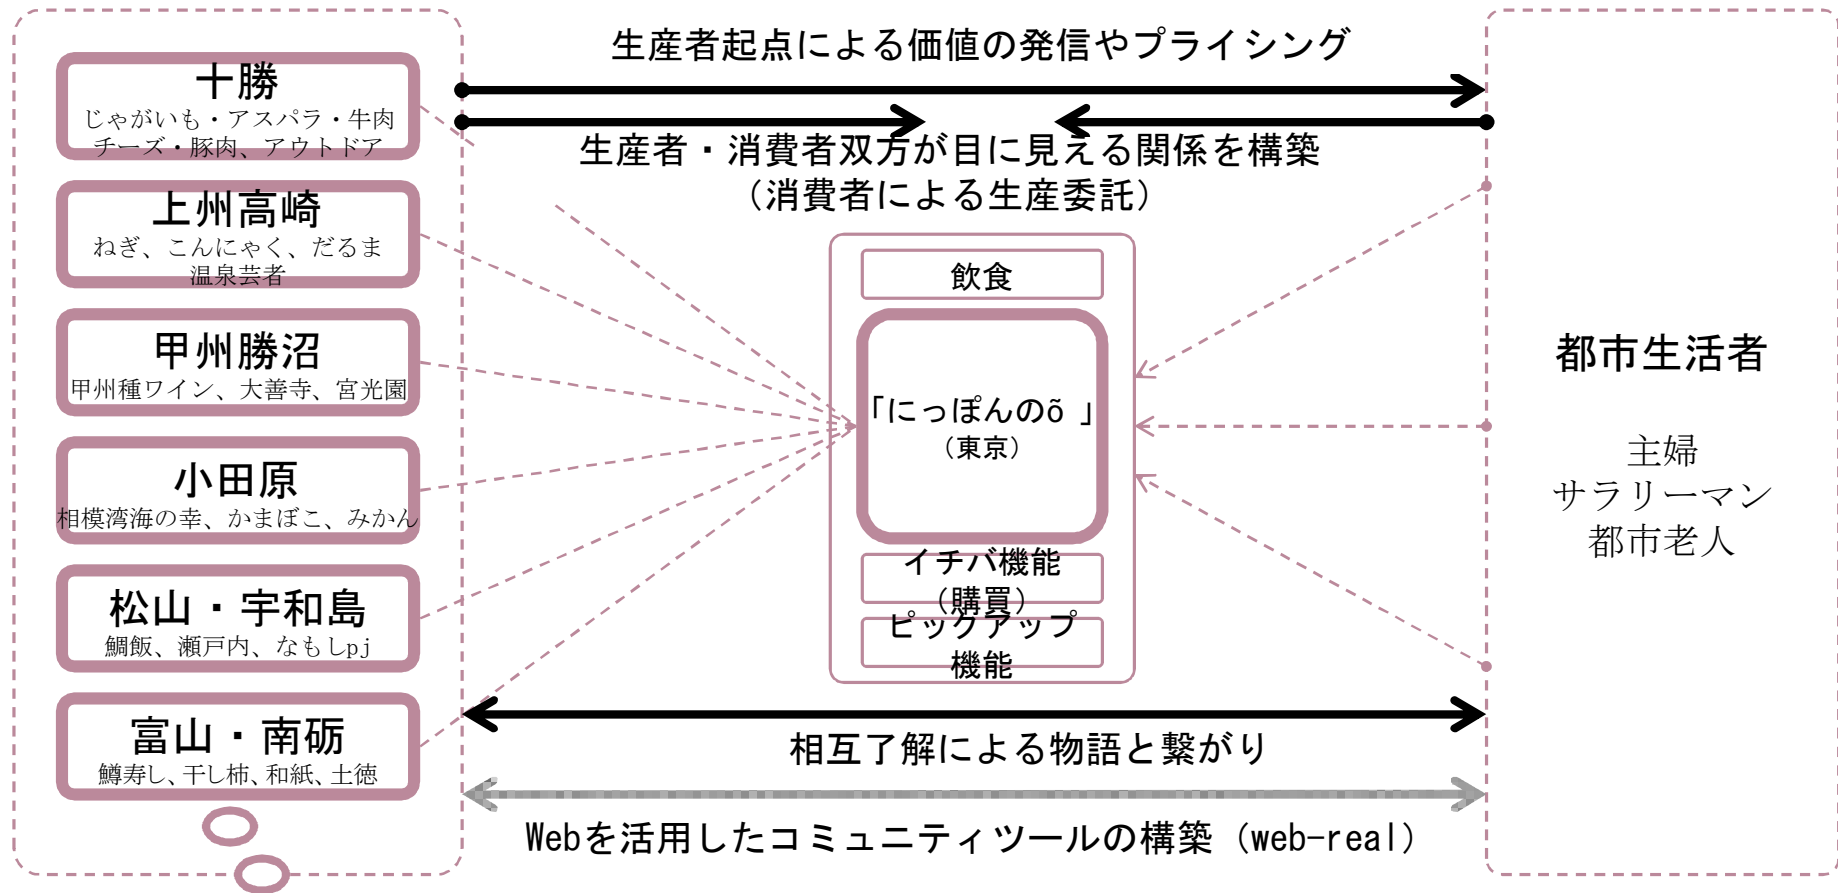 生産者起点による価値の発信やプライシング
生産者・消費者双方が目に見える関係を構築
（消費者による生産委託）
十勝
じゃがいも・アスパラ・牛肉
チーズ・豚肉、アウトドア
上州高崎
ねぎ、こんにゃく、だるま
温泉芸者
甲州勝沼
甲州種ワイン、大善寺、宮光園
小田原
相模湾海の幸、かまぼこ、みかん
松山・宇和島
鯛飯、瀬戸内、なもしpj
富山・南砺
鱒寿し、干し柿、和紙、土徳
飲食
「にっぽんのõ 」
（東京）
イチバ機能
（購買）
ピックアップ
機能
都市生活者
主婦
サラリーマン
都市老人
相互了解による物語と繋がり
Webを活用したコミュニティツールの構築（web-real）